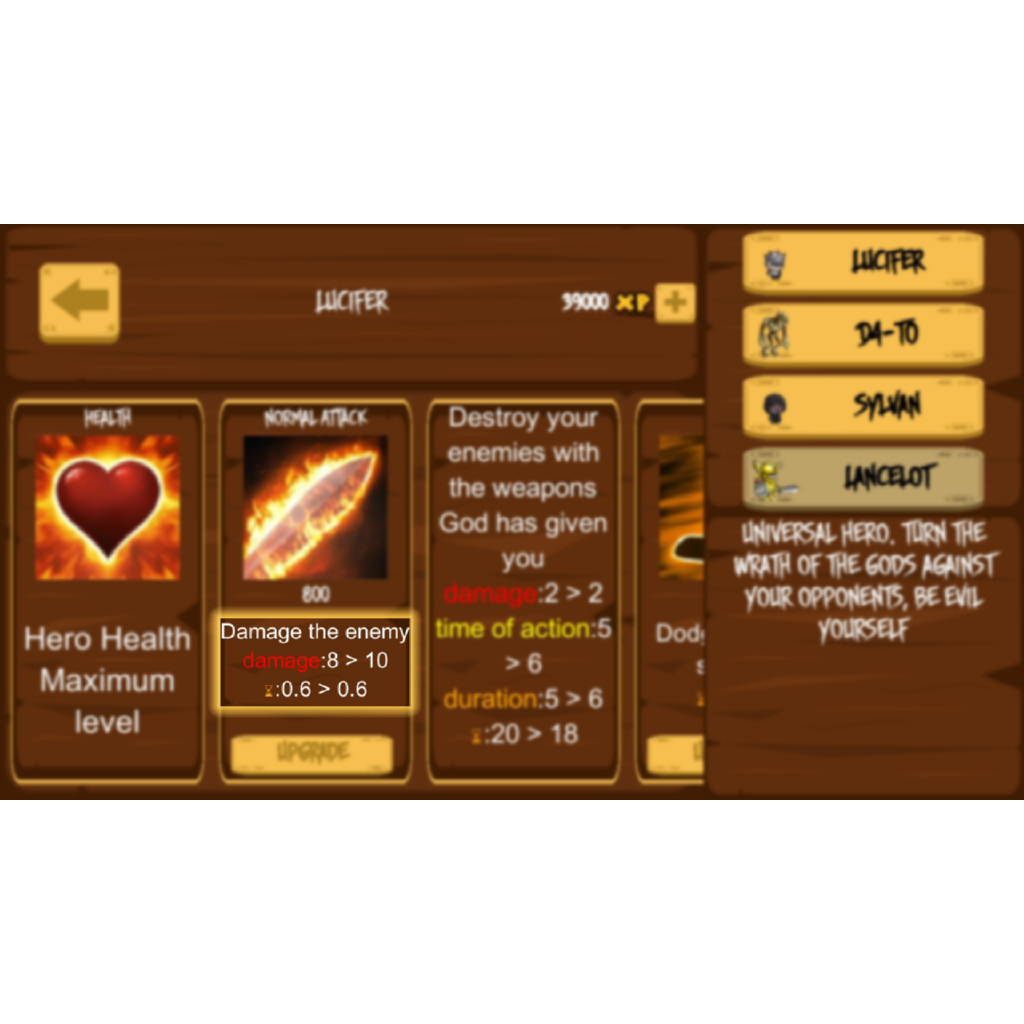 LUCIFER
39000 XP
HEALTH
Hero Health
Maximum
level
NORMAL ATTACK
800
Damage the enemy
damage:8 > 10
:0.6 > 0.6
UPGRADE
Destroy your
enemies with
the weapons
God has given
you
damage:2 > 2
time of action:5
> 6
duration:5 > 6
:20 > 18
LUCIFER
DA-TO
SYLVAN
LANCELOT
UNIVERSAL HERO. TURN THE
WRATH OF THE GODS AGAINST
YOUR OPPONENTS, BE EVIL
YOURSELF